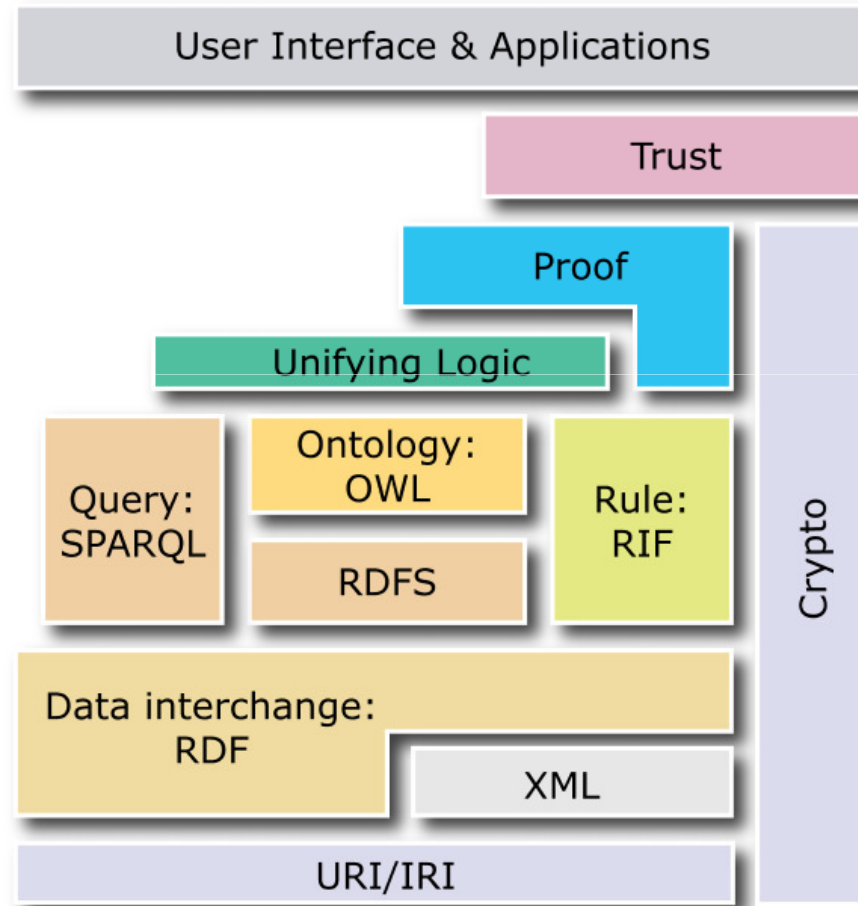 User Interface & Applications
Trust
Proof
Unifying Logic
Query:
SPARQL
Ontology:
OWL
RDFS
Rule:
RIF
Crypto
Data interchange:
RDF
XML
URI/IRI